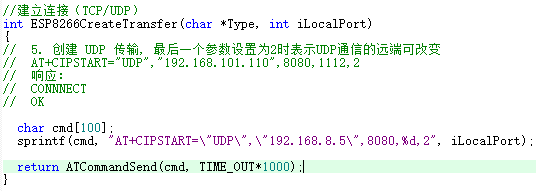 //建立连接（TCP/UDP）
int ESP8266CreateTransfer(char *Type, int iLocalPort)
{
//  5. 创建 UDP 传输, 最后一个参数设置为2时表示UDP通信的远端可改变
//  AT+CIPSTART="UDP","192.168.101.110",8080,1112,2
//  响应：
//  CONNNECT
//  OK
char cmd[100];
sprintf(cmd, "AT+CIPSTART=\"UDP\",\"192.168.8.5\",8080,%d,2", iLocalPort);
return ATCommandSend(cmd, TIME_OUT*1000);
}